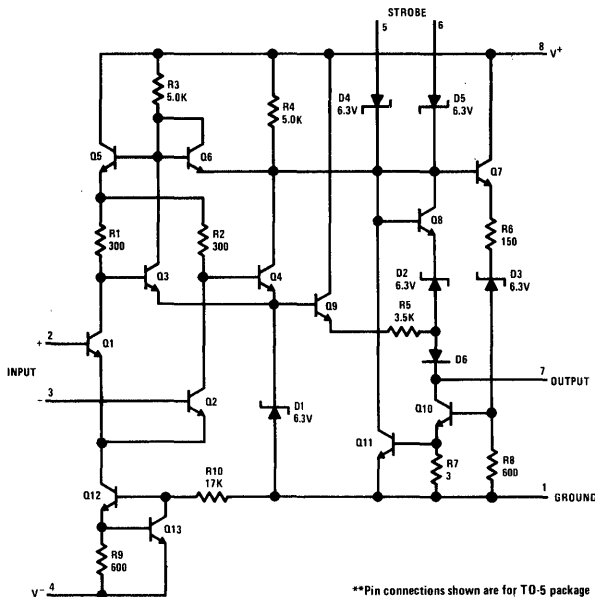 STROBE
5 6
8 V+
R3
5.0K
R4
5.0K
D4
6.3V
D5
6.3V
Q5
Q6
Q7
R1
300
R2
300
Q8
R6
150
Q3
Q4
D2
6.3V
D3
6.3V
Q9
R5
3.5K
+ 2
Q1
D6
INPUT
7 OUTPUT
- 3
Q2
D1
6.3V
Q10
Q11
R7
3
R8
600
R10
17K
1 GROUND
Q12
Q13
R9
600
V- 4
**Pin connections shown are for TO-5 package